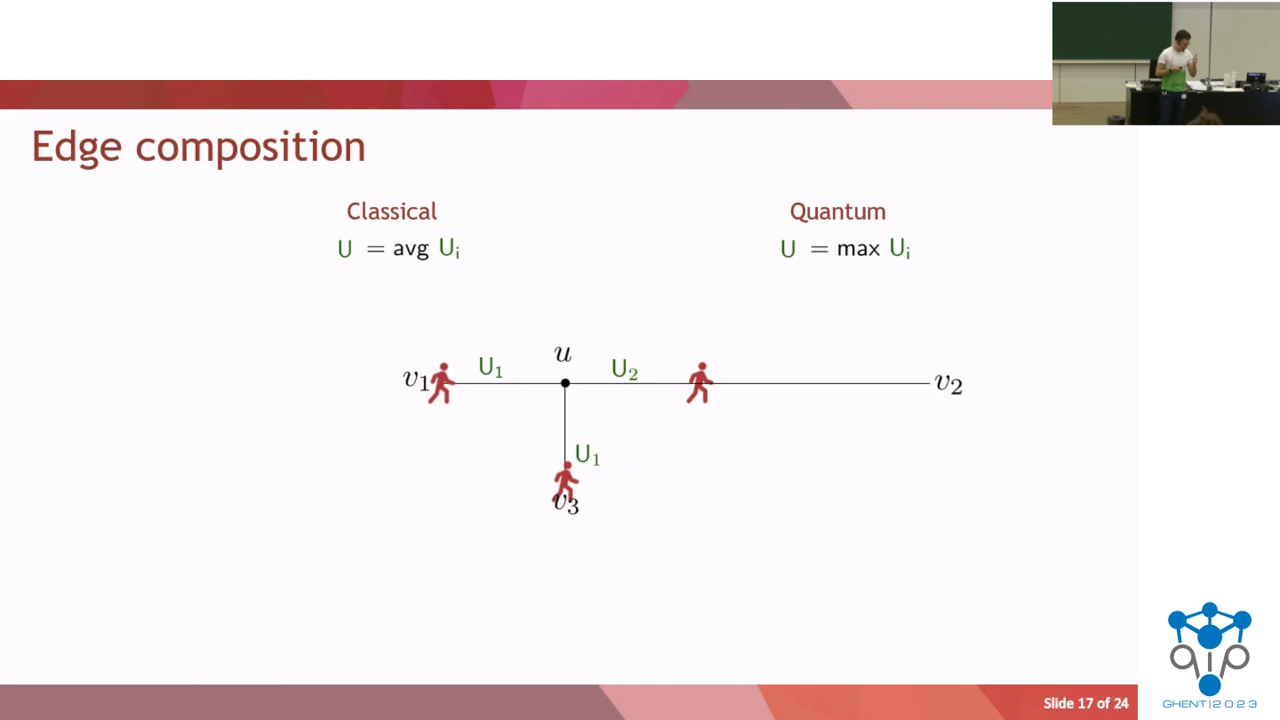 Edge composition
Classical
Quantum
U = avg Uᵢ
U = max Uᵢ
u
v₁
U₁
U₂
v₂
U₁
v₃
qip
GHENT|2023
Slide 17 of 24